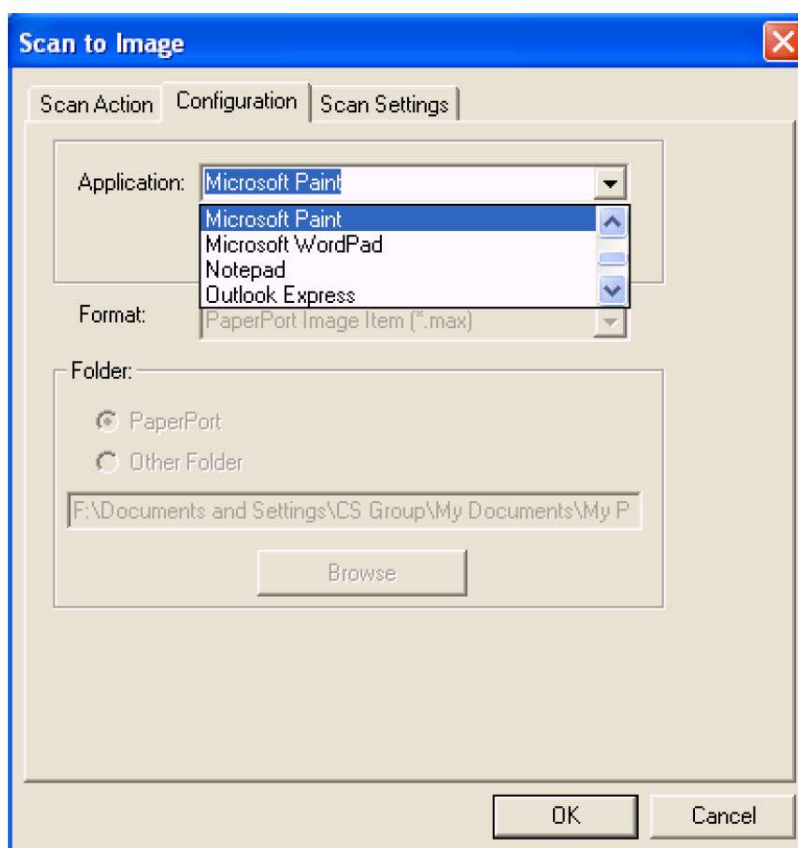 Scan to Image
Scan Action Configuration Scan Settings
Application: Microsoft Paint
Microsoft Paint
Microsoft WordPad
Notepad
Outlook Express
Format: PaperPort Image Item (*.max)
Folder:
PaperPort
Other Folder
F:\Documents and Settings\CS Group\My Documents\My P
Browse
OK Cancel